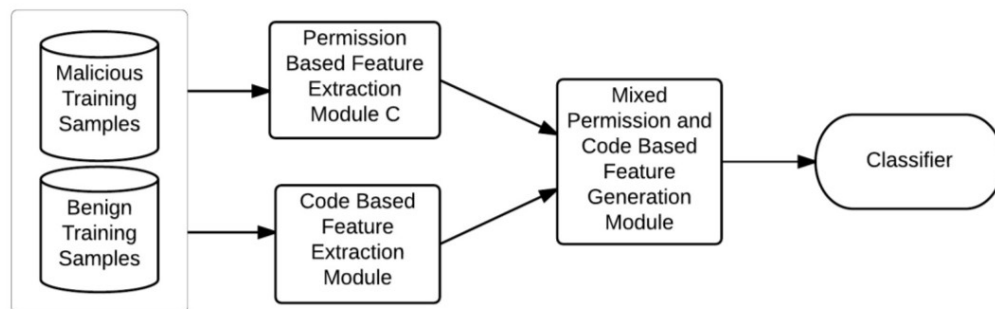 Malicious
Training
Samples
Benign
Training
Samples
Permission
Based Feature
Extraction
Module C
Code Based
Feature
Extraction
Module
Mixed
Permission and
Code Based
Feature
Generation
Module
Classifier